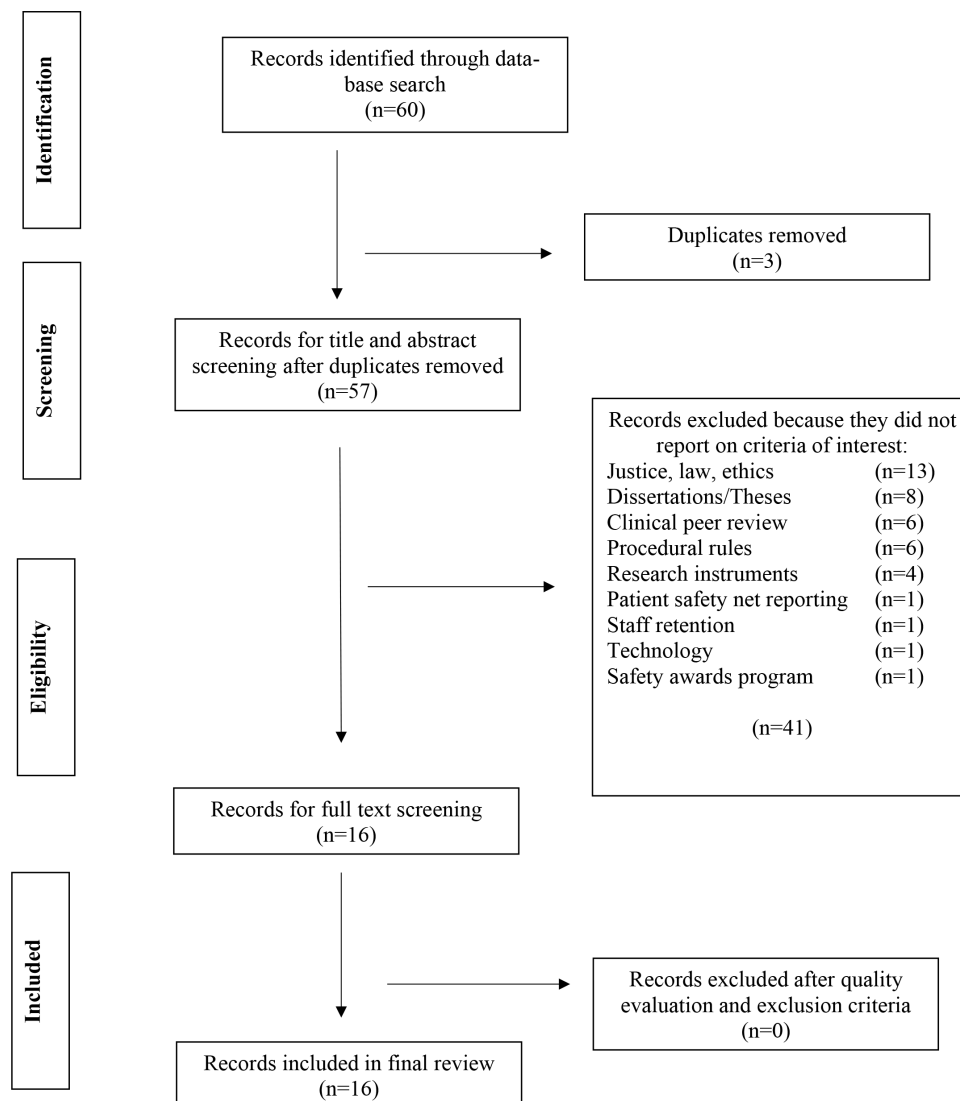 Identification
Records identified through data-
base search
(n=60)
Duplicates removed
(n=3)
Screening
Records for title and abstract
screening after duplicates removed
(n=57)
Records excluded because they did not
report on criteria of interest:
Justice, law, ethics (n=13)
Dissertations/Theses (n=8)
Clinical peer review (n=6)
Procedural rules (n=6)
Research instruments (n=4)
Patient safety net reporting (n=1)
Staff retention (n=1)
Technology (n=1)
Safety awards program (n=1)
(n=41)
Eligibility
Records for full text screening
(n=16)
Included
Records excluded after quality
evaluation and exclusion criteria
(n=0)
Records included in final review
(n=16)